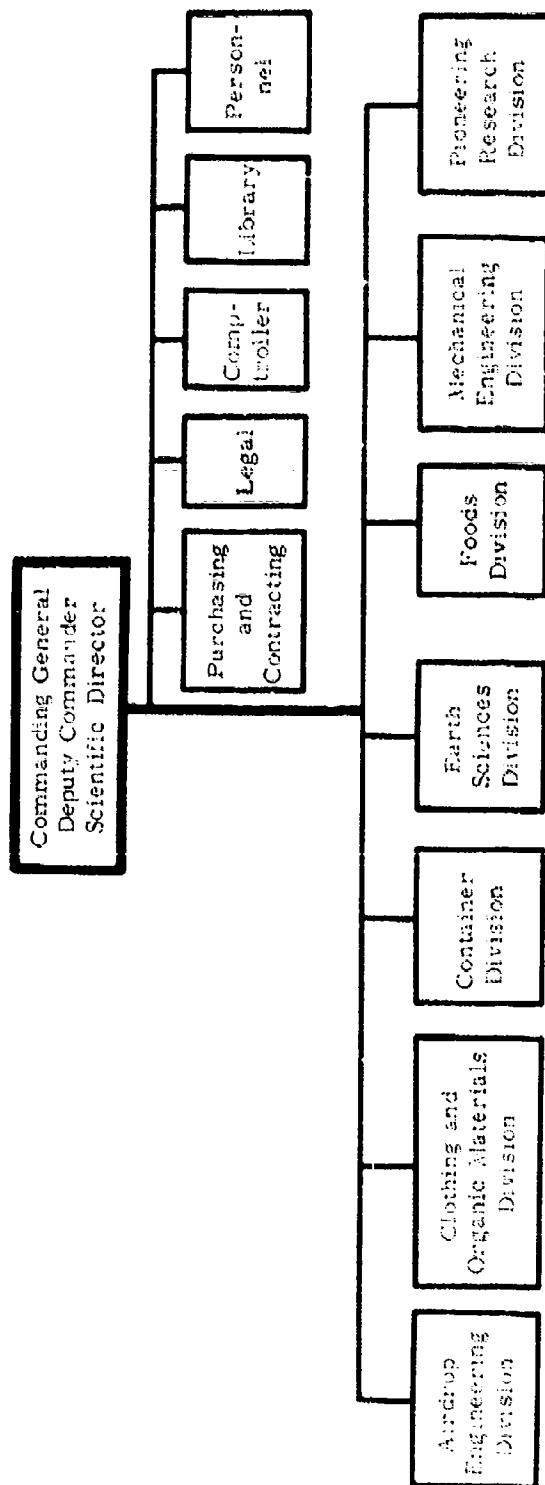 Commanding General
Deputy Commander
Scientific Director
Purchasing
and
Contracting
Legal
Comp-
troller
Library
Person-
nel
Airdrop
Engineering
Division
Clothing and
Organic Materials
Division
Container
Division
Earth
Sciences
Division
Foods
Division
Mechanical
Engineering
Division
Pioneering
Research
Division